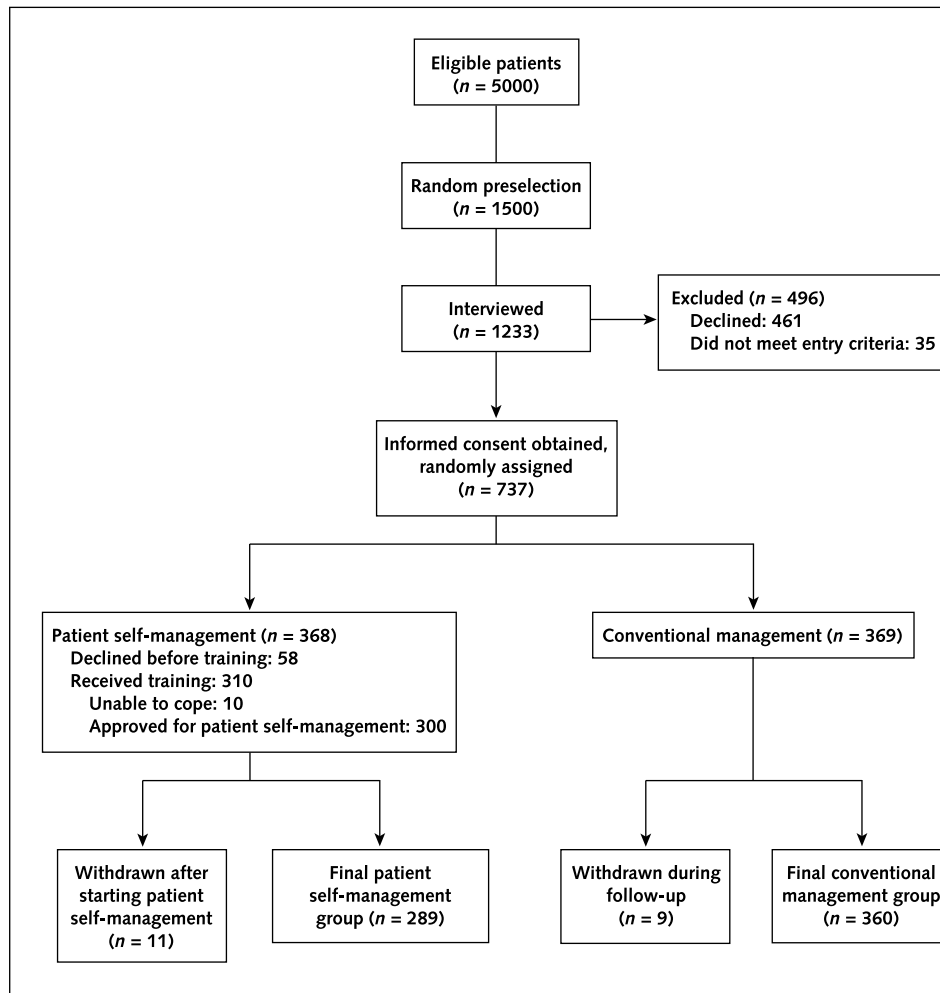 Eligible patients
(n = 5000)
Random preselection
(n = 1500)
Interviewed
(n = 1233)
Excluded (n = 496)
Declined: 461
Did not meet entry criteria: 35
Informed consent obtained,
randomly assigned
(n = 737)
Patient self-management (n = 368)
Declined before training: 58
Received training: 310
Unable to cope: 10
Approved for patient self-management: 300
Conventional management (n = 369)
Withdrawn after
starting patient
self-management
(n = 11)
Final patient
self-management
group (n = 289)
Withdrawn during
follow-up
(n = 9)
Final conventional
management group
(n = 360)